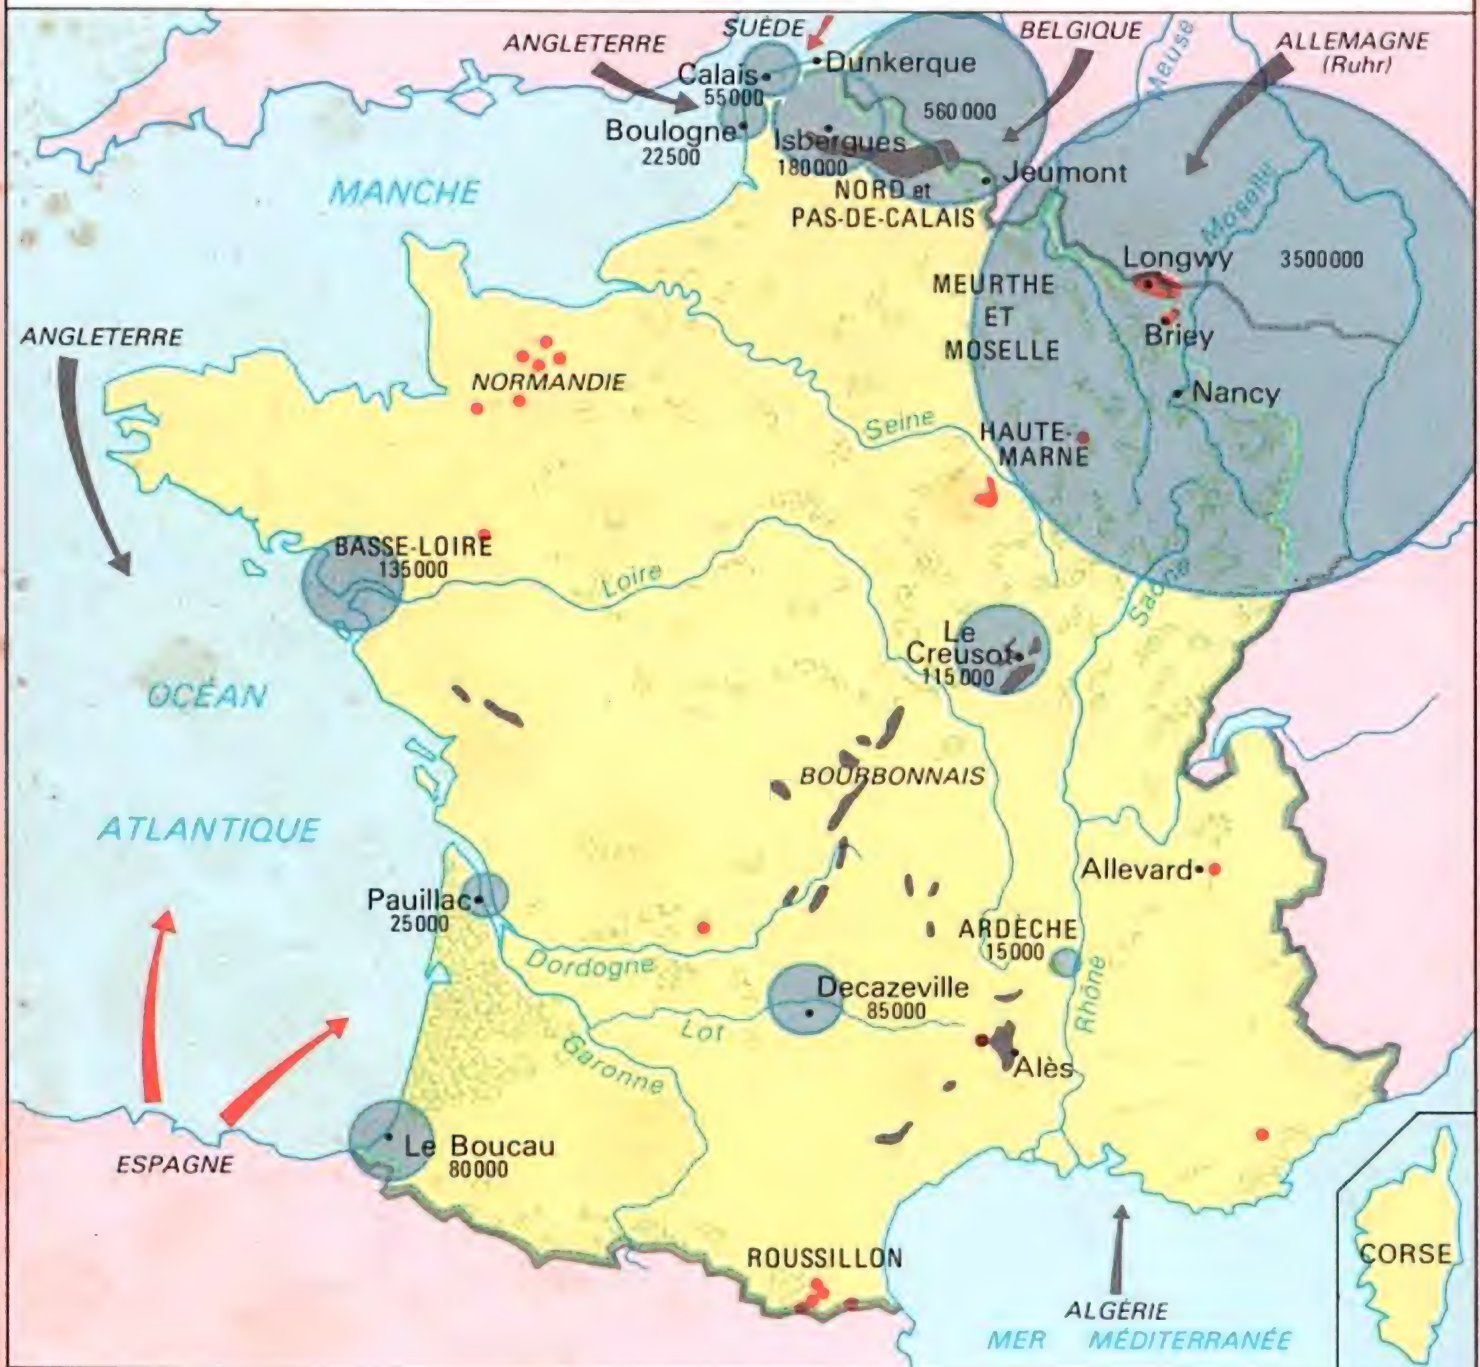 SUÈDE
BELGIQUE
ANGLETERRE
ALLEMAGNE
(Ruhr)
Meuse
Dunkerque
Calais
55000
560 000
Boulogne
22500
Isbergues
180000
Jeumont
NORD et
PAS-DE-CALAIS
MANCHE
Moselle
Longwy
3500000
MEURTHE
ET
MOSELLE
Briey
ANGLETERRE
NORMANDIE
Nancy
Seine
HAUTE-
MARNE
BASSE-LOIRE
135000
Loire
Saône
Le
Creusot
115000
OCÉAN
BOURBONNAIS
ATLANTIQUE
Allevard
Pauillac
25000
ARDÈCHE
15000
Dordogne
Decazeville
85000
Rhône
Lot
Garonne
Alès
Le Boucau
80000
ESPAGNE
ROUSSILLON
CORSE
ALGÉRIE
MER MÉDITERRANÉE